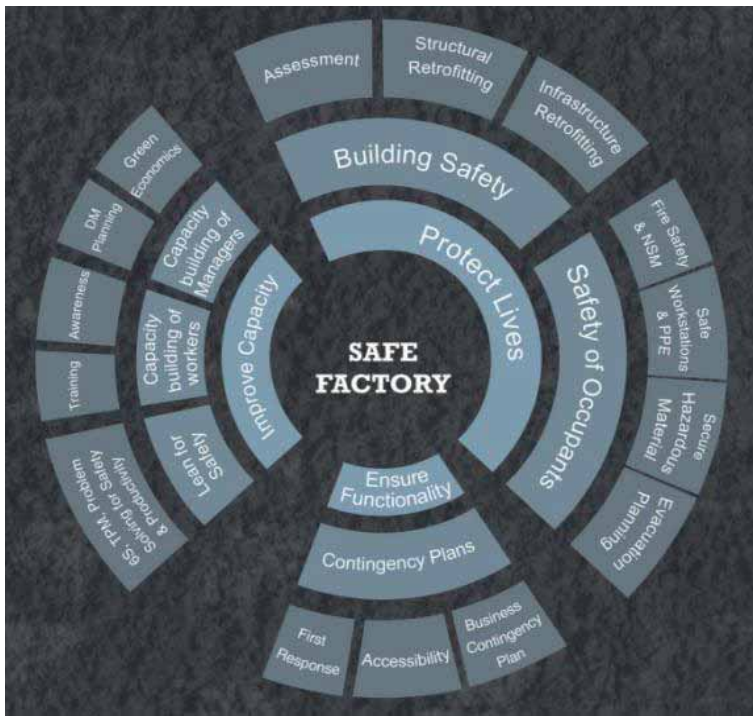 SAFE
FACTORY
Protect Lives
Building Safety
Assessment
Structural
Retrofitting
Infrastructure
Retrofitting
Safety of Occupants
Fire Safety
& NSM
Safe
Workstations
& PPE
Secure
Hazardous
Material
Evacuation
Planning
Ensure
Functionality
Contingency Plans
First
Response
Accessibility
Business
Contingency
Plan
Improve Capacity
Capacity
building of
Managers
Green
Economics
DM
Planning
Capacity
building of
workers
Awareness
Training
Lean for
Safety
6S, TPM, Problem
Solving for Safety
& Productivity